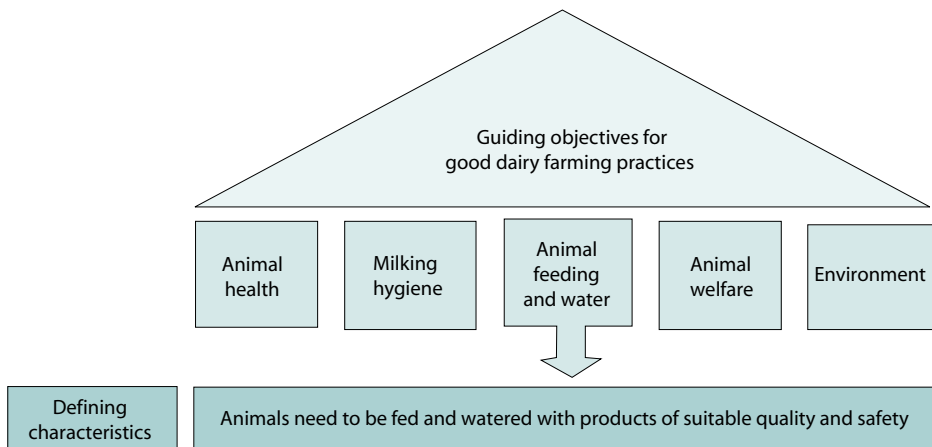 Guiding objectives for
good dairy farming practices
Animal
health
Milking
hygiene
Animal
feeding
and water
Animal
welfare
Environment
Defining
characteristics
Animals need to be fed and watered with products of suitable quality and safety